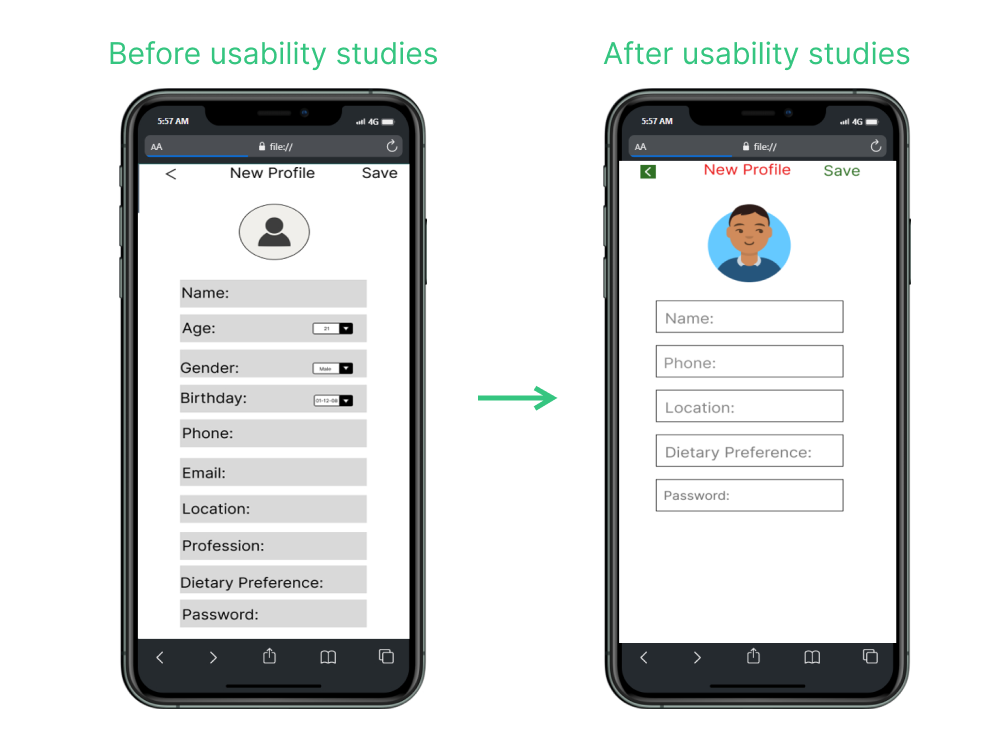 Before usability studies
After usability studies
5:57 AM
4G
AA
file://
< New Profile Save
Name:
Age: 21
Gender: Male
Birthday: 01-12-08
Phone:
Email:
Location:
Profession:
Dietary Preference:
Password:
5:57 AM
4G
AA
file://
New Profile Save
Name:
Phone:
Location:
Dietary Preference:
Password: